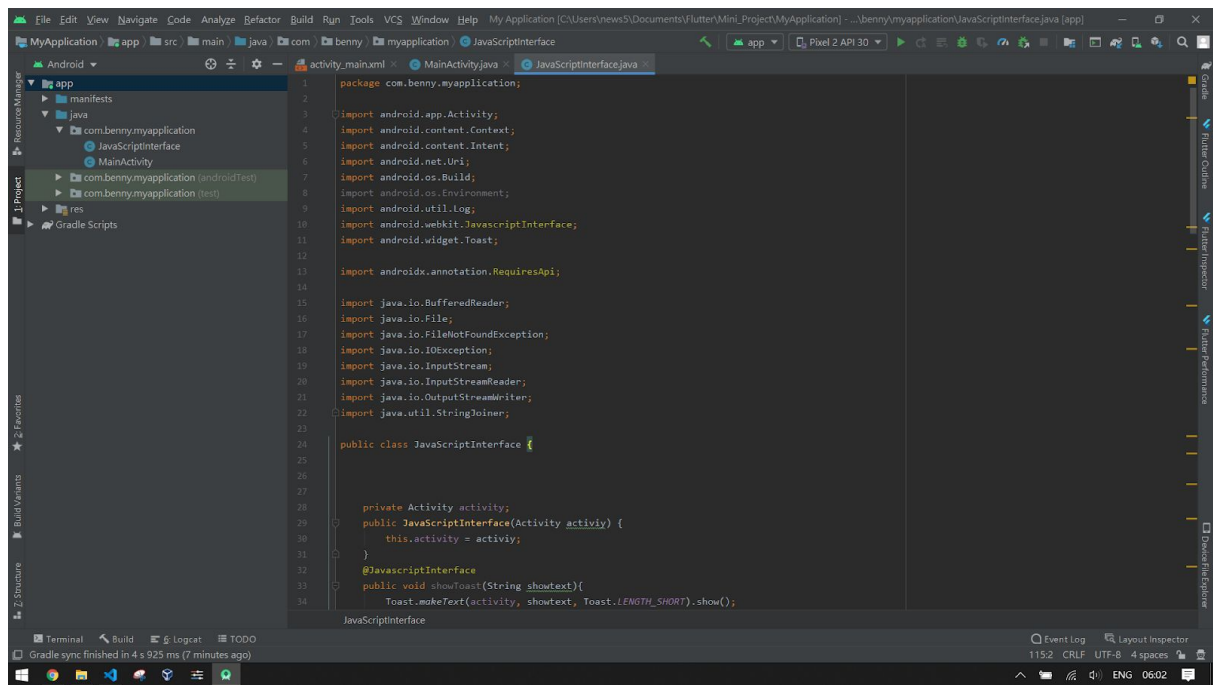 File Edit View Navigate Code Analyze Refactor Build Run Tools VCS Window Help My Application [C:\Users\news5\Documents\Flutter\Mini_Project\MyApplication] - ...\benny\myapplication\JavaScriptInterface.java [app]
MyApplication app src main java com benny myapplication JavaScriptInterface app Pixel 2 API 30
Android activity_main.xml MainActivity.java JavaScriptInterface.java
app
manifests
java
com.benny.myapplication
JavaScriptInterface
MainActivity
com.benny.myapplication (androidTest)
com.benny.myapplication (test)
res
Gradle Scripts
Resource Manager
1: Project
2: Favorites
Build Variants
Z: Structure
1 package com.benny.myapplication;
2
3 import android.app.Activity;
4 import android.content.Context;
5 import android.content.Intent;
6 import android.net.Uri;
7 import android.os.Build;
8 import android.os.Environment;
9 import android.util.Log;
10 import android.webkit.JavascriptInterface;
11 import android.widget.Toast;
12
13 import androidx.annotation.RequiresApi;
14
15 import java.io.BufferedReader;
16 import java.io.File;
17 import java.io.FileNotFoundException;
18 import java.io.IOException;
19 import java.io.InputStream;
20 import java.io.InputStreamReader;
21 import java.io.OutputStreamWriter;
22 import java.util.StringJoiner;
23
24 public class JavaScriptInterface {
25
26
27
28 private Activity activity;
29 public JavaScriptInterface(Activity activiy) {
30 this.activity = activiy;
31 }
32 @JavascriptInterface
33 public void showToast(String showtext){
34 Toast.makeText(activity, showtext, Toast.LENGTH_SHORT).show();
JavaScriptInterface
Gradle
Flutter Outline
Flutter Inspector
Flutter Performance
Device File Explorer
Terminal Build 6: Logcat TODO Event Log Layout Inspector
Gradle sync finished in 4 s 925 ms (7 minutes ago) 115:2 CRLF UTF-8 4 spaces
ENG 06:02